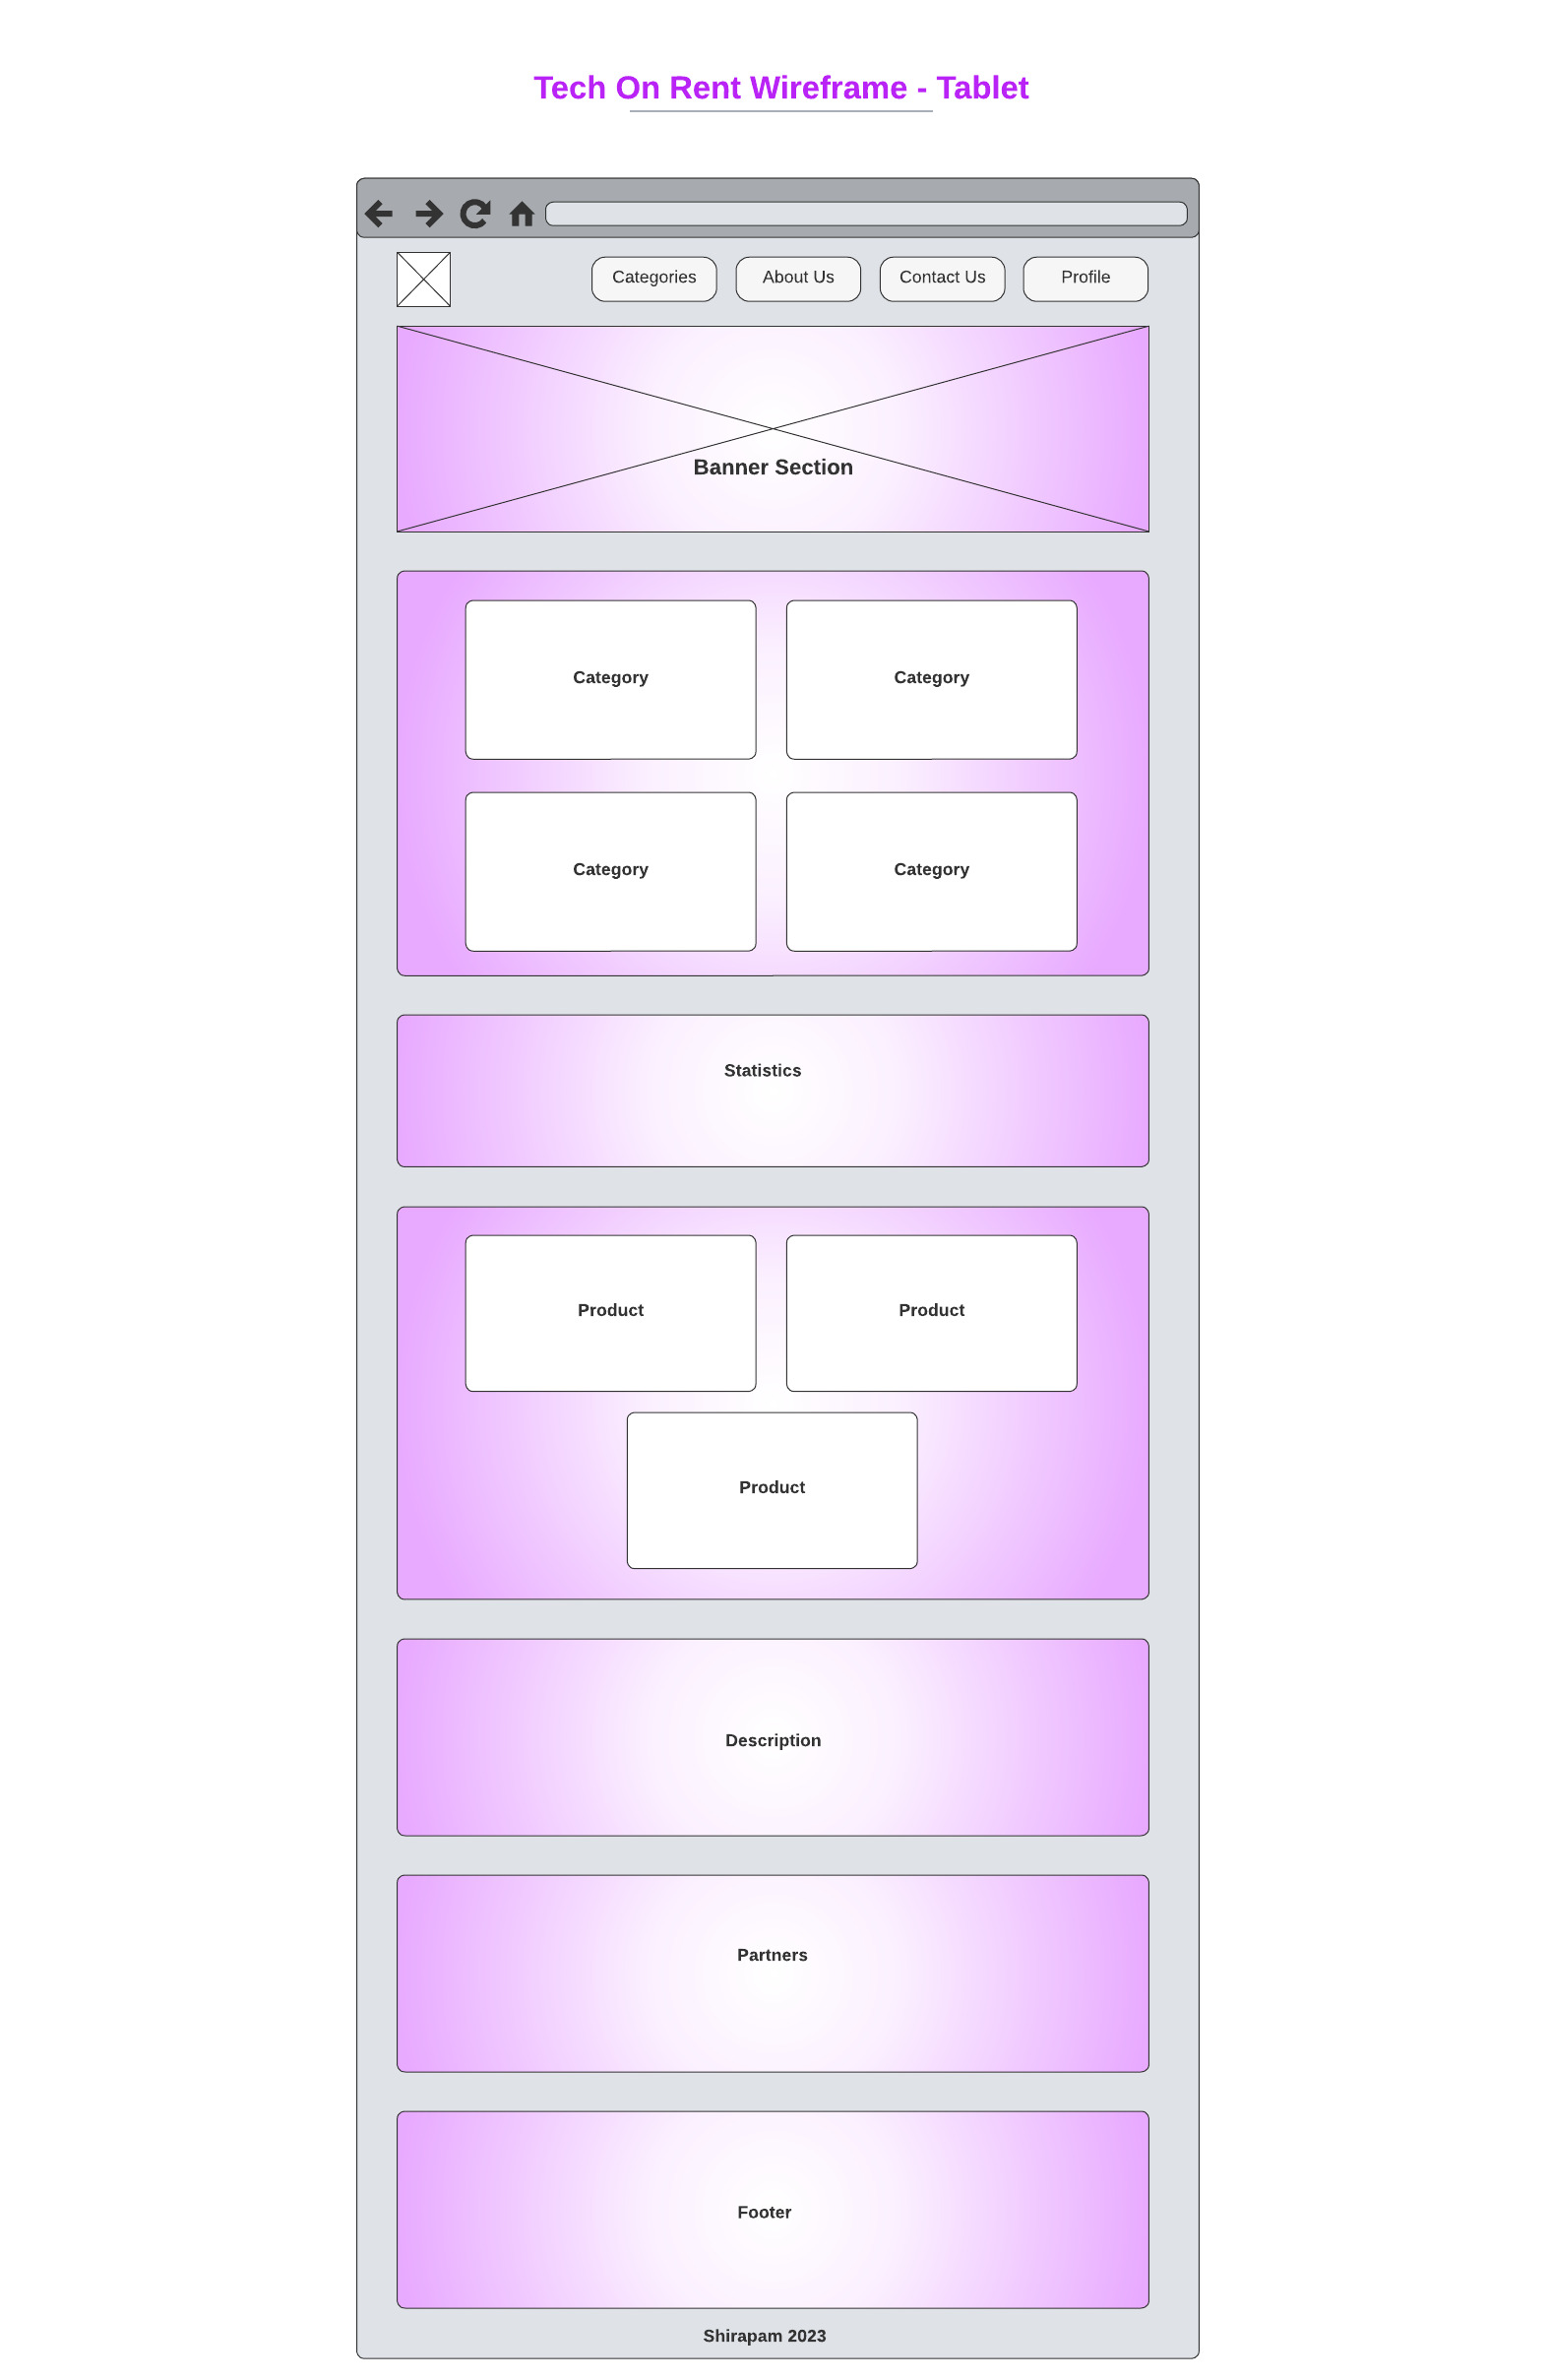 Tech On Rent Wireframe - Tablet
Categories
About Us
Contact Us
Profile
Banner Section
Category
Category
Category
Category
Statistics
Product
Product
Product
Description
Partners
Footer
Shirapam 2023